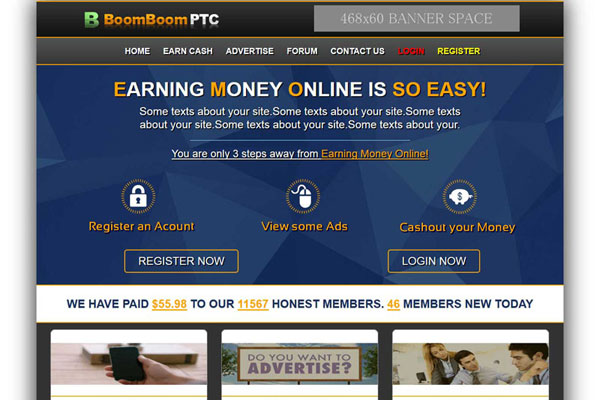 B BoomBoom PTC
468x60 BANNER SPACE
HOME EARN CASH ADVERTISE FORUM CONTACT US LOGIN REGISTER
EARNING MONEY ONLINE IS SO EASY!
Some texts about your site.Some texts about your site.Some texts
about your site.Some texts about your site.Some texts about your.
You are only 3 steps away from Earning Money Online!
Register an Acount View some Ads Cashout your Money
REGISTER NOW LOGIN NOW
WE HAVE PAID $55.98 TO OUR 11567 HONEST MEMBERS. 46 MEMBERS NEW TODAY
DO YOU WANT TO
ADVERTISE?